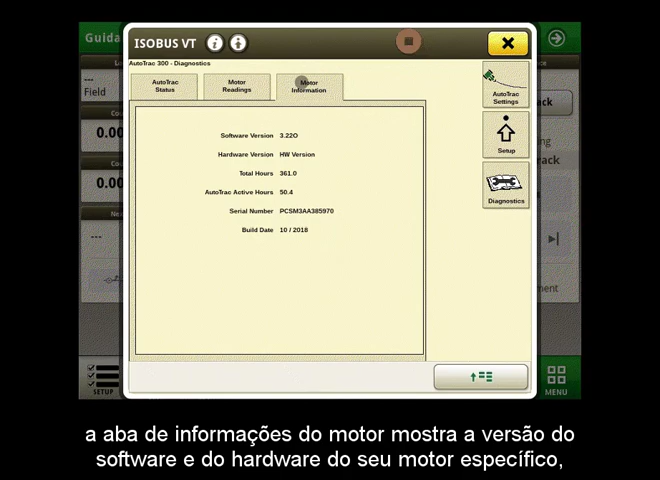 Guida
ISOBUS VT
AutoTrac 300 - Diagnostics
AutoTrac
Status
Motor
Readings
Motor
Information
Software Version 3.22O
Hardware Version HW Version
Total Hours 361.0
AutoTrac Active Hours 50.4
Serial Number PCSM3AA385970
Build Date 10 / 2018
AutoTrac
Settings
Setup
Diagnostics
---
Field
0.00
0.00
---
SETUP
MENU
a aba de informações do motor mostra a versão do
software e do hardware do seu motor específico,